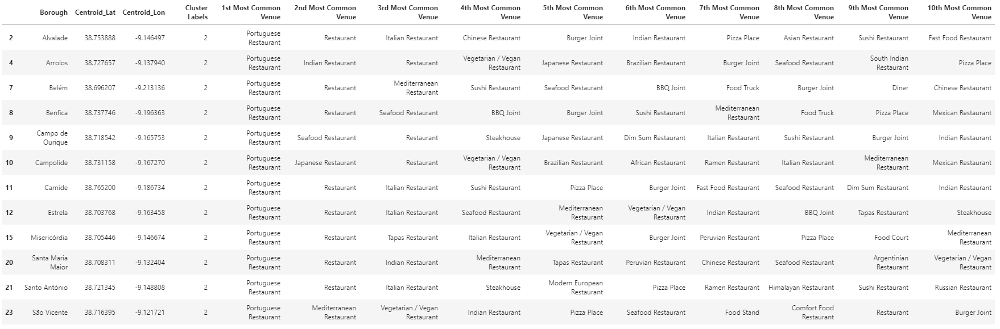 Borough Centroid_Lat Centroid_Lon Cluster Labels 1st Most Common Venue 2nd Most Common Venue 3rd Most Common Venue 4th Most Common Venue 5th Most Common Venue 6th Most Common Venue 7th Most Common Venue 8th Most Common Venue 9th Most Common Venue 10th Most Common Venue
2 Alvalade 38.753888 -9.146497 2 Portuguese Restaurant Restaurant Italian Restaurant Chinese Restaurant Burger Joint Indian Restaurant Pizza Place Asian Restaurant Sushi Restaurant Fast Food Restaurant
4 Arroios 38.727657 -9.137940 2 Portuguese Restaurant Indian Restaurant Restaurant Vegetarian / Vegan Restaurant Japanese Restaurant Brazilian Restaurant Burger Joint Seafood Restaurant South Indian Restaurant Pizza Place
7 Belém 38.696207 -9.213136 2 Portuguese Restaurant Restaurant Mediterranean Restaurant Sushi Restaurant Seafood Restaurant BBQ Joint Food Truck Burger Joint Diner Chinese Restaurant
8 Benfica 38.737746 -9.196363 2 Portuguese Restaurant Restaurant Seafood Restaurant BBQ Joint Burger Joint Sushi Restaurant Mediterranean Restaurant Food Truck Pizza Place Mexican Restaurant
9 Campo de Ourique 38.718542 -9.165753 2 Portuguese Restaurant Seafood Restaurant Restaurant Steakhouse Japanese Restaurant Dim Sum Restaurant Italian Restaurant Sushi Restaurant Burger Joint Indian Restaurant
10 Campolide 38.731158 -9.167270 2 Portuguese Restaurant Japanese Restaurant Restaurant Vegetarian / Vegan Restaurant Brazilian Restaurant African Restaurant Ramen Restaurant Italian Restaurant Mediterranean Restaurant Mexican Restaurant
11 Carnide 38.765200 -9.186734 2 Portuguese Restaurant Restaurant Italian Restaurant Sushi Restaurant Pizza Place Burger Joint Fast Food Restaurant Seafood Restaurant Dim Sum Restaurant Indian Restaurant
12 Estrela 38.703768 -9.163458 2 Portuguese Restaurant Restaurant Italian Restaurant Seafood Restaurant Mediterranean Restaurant Vegetarian / Vegan Restaurant Indian Restaurant BBQ Joint Tapas Restaurant Steakhouse
15 Misericórdia 38.705446 -9.146674 2 Portuguese Restaurant Restaurant Tapas Restaurant Italian Restaurant Vegetarian / Vegan Restaurant Burger Joint Peruvian Restaurant Pizza Place Food Court Mediterranean Restaurant
20 Santa Maria Maior 38.708311 -9.132404 2 Portuguese Restaurant Restaurant Indian Restaurant Mediterranean Restaurant Tapas Restaurant Peruvian Restaurant Chinese Restaurant Seafood Restaurant Argentinian Restaurant Vegetarian / Vegan Restaurant
21 Santo António 38.721345 -9.148808 2 Portuguese Restaurant Restaurant Italian Restaurant Steakhouse Modern European Restaurant Pizza Place Ramen Restaurant Himalayan Restaurant Sushi Restaurant Russian Restaurant
23 São Vicente 38.716395 -9.121721 2 Portuguese Restaurant Mediterranean Restaurant Vegetarian / Vegan Restaurant Indian Restaurant Pizza Place Seafood Restaurant Food Stand Comfort Food Restaurant Restaurant Burger Joint